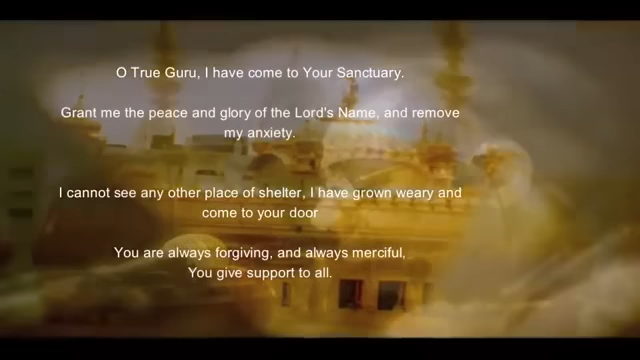 O True Guru, I have come to Your Sanctuary.
Grant me the peace and glory of the Lord's Name, and remove
my anxiety.
I cannot see any other place of shelter, I have grown weary and
come to your door
You are always forgiving, and always merciful,
You give support to all.